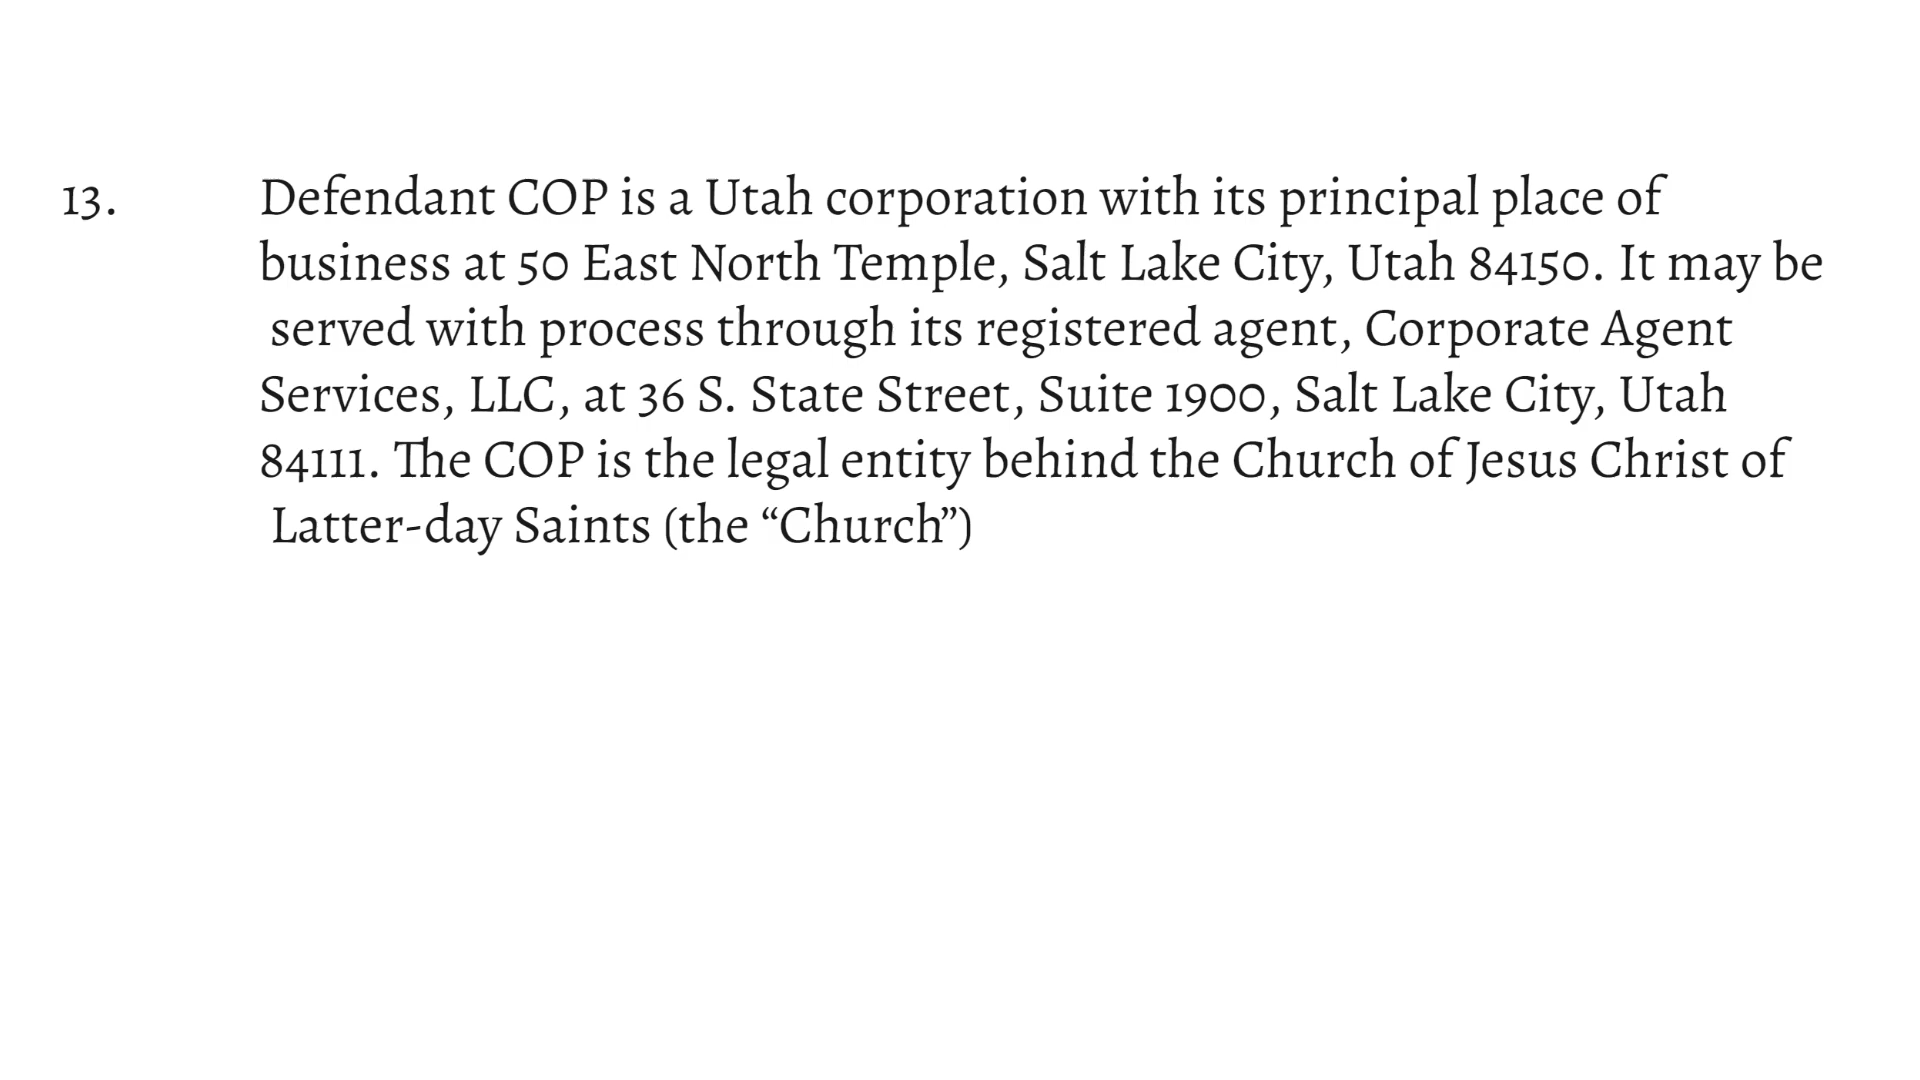 13. Defendant COP is a Utah corporation with its principal place of
business at 50 East North Temple, Salt Lake City, Utah 84150. It may be
served with process through its registered agent, Corporate Agent
Services, LLC, at 36 S. State Street, Suite 1900, Salt Lake City, Utah
84111. The COP is the legal entity behind the Church of Jesus Christ of
Latter-day Saints (the “Church”)